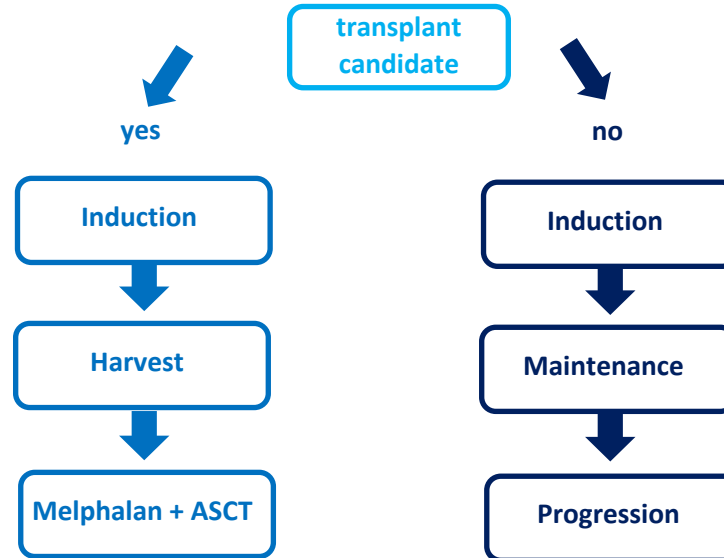 transplant
candidate
yes
no
Induction
Induction
Harvest
Maintenance
Melphalan + ASCT
Progression